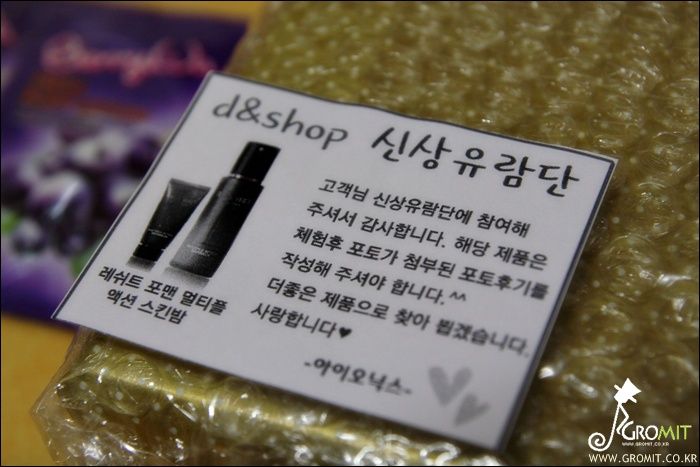 d&shop 신상유람단
고객님 신상유람단에 참여해
주셔서 감사합니다. 해당 제품은
체험후 포토가 첨부된 포토후기를
작성해 주셔야 합니다.^^
더좋은 제품으로 찾아 뵙겠습니다.
사랑합니다♥
-아이오닉스-
레쉬트 포맨 멀티플
액션 스킨밤
GROMIT
WWW.GROMIT.CO.KR